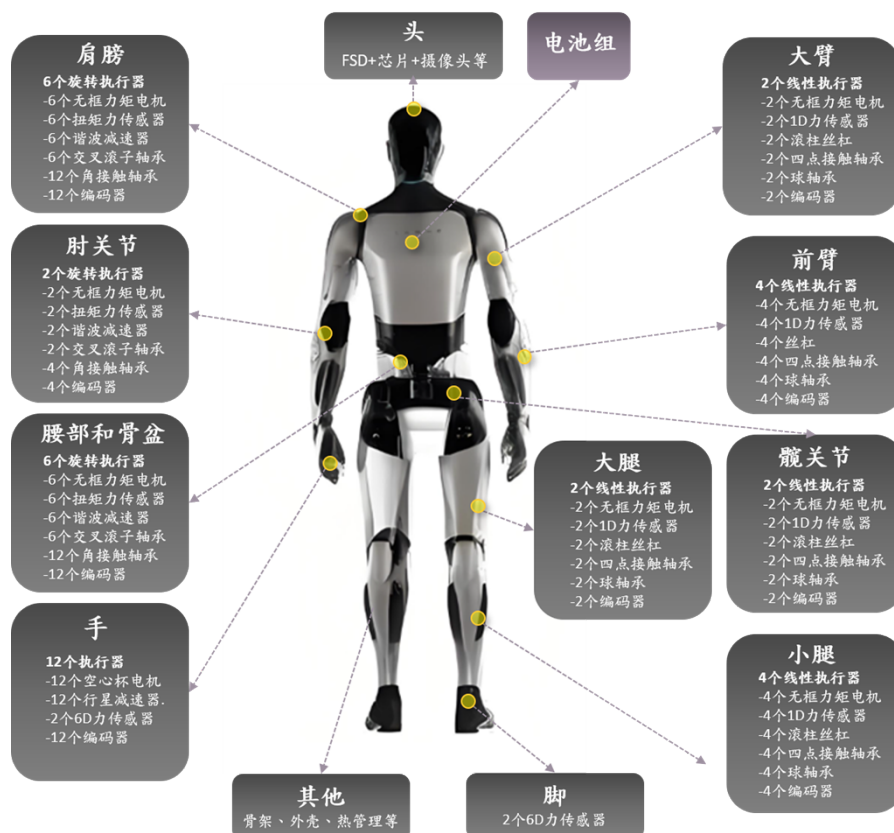 头
FSD+芯片+摄像头等
电池组
肩膀
6个旋转执行器
-6个无框力矩电机
-6个扭矩力传感器
-6个谐波减速器
-6个交叉滚子轴承
-12个角接触轴承
-12个编码器
大臂
2个线性执行器
-2个无框力矩电机
-2个1D力传感器
-2个滚柱丝杠
-2个四点接触轴承
-2个球轴承
-2个编码器
肘关节
2个旋转执行器
-2个无框力矩电机
-2个扭矩力传感器
-2个谐波减速器
-2个交叉滚子轴承
-4个角接触轴承
-4个编码器
前臂
4个线性执行器
-4个无框力矩电机
-4个1D力传感器
-4个丝杠
-4个四点接触轴承
-4个球轴承
-4个编码器
腰部和骨盆
6个旋转执行器
-6个无框力矩电机
-6个扭矩力传感器
-6个谐波减速器
-6个交叉滚子轴承
-12个角接触轴承
-12个编码器
大腿
2个线性执行器
-2个无框力矩电机
-2个1D力传感器
-2个滚柱丝杠
-2个四点接触轴承
-2个球轴承
-2个编码器
髋关节
2个线性执行器
-2个无框力矩电机
-2个1D力传感器
-2个滚柱丝杠
-2个四点接触轴承
-2个球轴承
-2个编码器
手
12个执行器
-12个空心杯电机
-12个行星减速器.
-2个6D力传感器
-12个编码器
小腿
4个线性执行器
-4个无框力矩电机
-4个1D力传感器
-4个滚柱丝杠
-4个四点接触轴承
-4个球轴承
-4个编码器
其他
骨架、外壳、热管理等
脚
2个6D力传感器